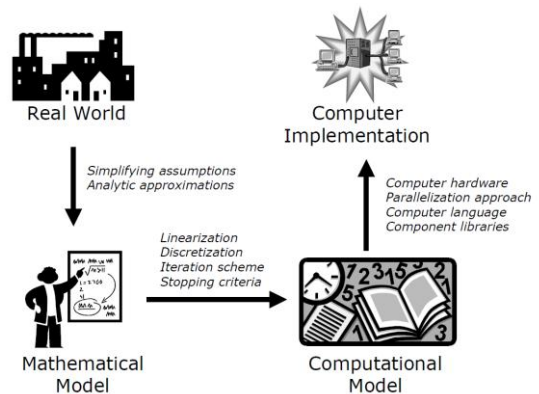 Real World
Computer
Implementation
Simplifying assumptions
Analytic approximations
Computer hardware
Parallelization approach
Computer language
Component libraries
Linearization
Discretization
Iteration scheme
Stopping criteria
Mathematical
Model
Computational
Model